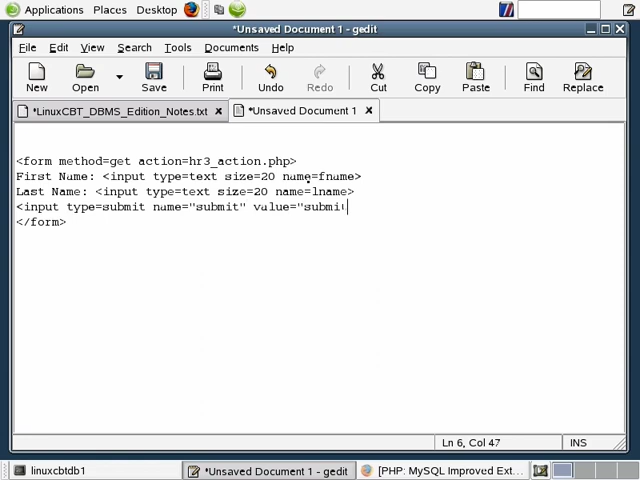 Applications Places Desktop
*Unsaved Document 1 - gedit
File Edit View Search Tools Documents Help
New Open Save Print Undo Redo Cut Copy Paste Find Replace
*LinuxCBT_DBMS_Edition_Notes.txt *Unsaved Document 1
<form method=get action=hr3_action.php>
First Name: <input type=text size=20 name=fname>
Last Name: <input type=text size=20 name=lname>
<input type=submit name="submit" value="submit
</form>
Ln 6, Col 47 INS
linuxcbtdb1 *Unsaved Document 1 - gedit [PHP: MySQL Improved Ext...